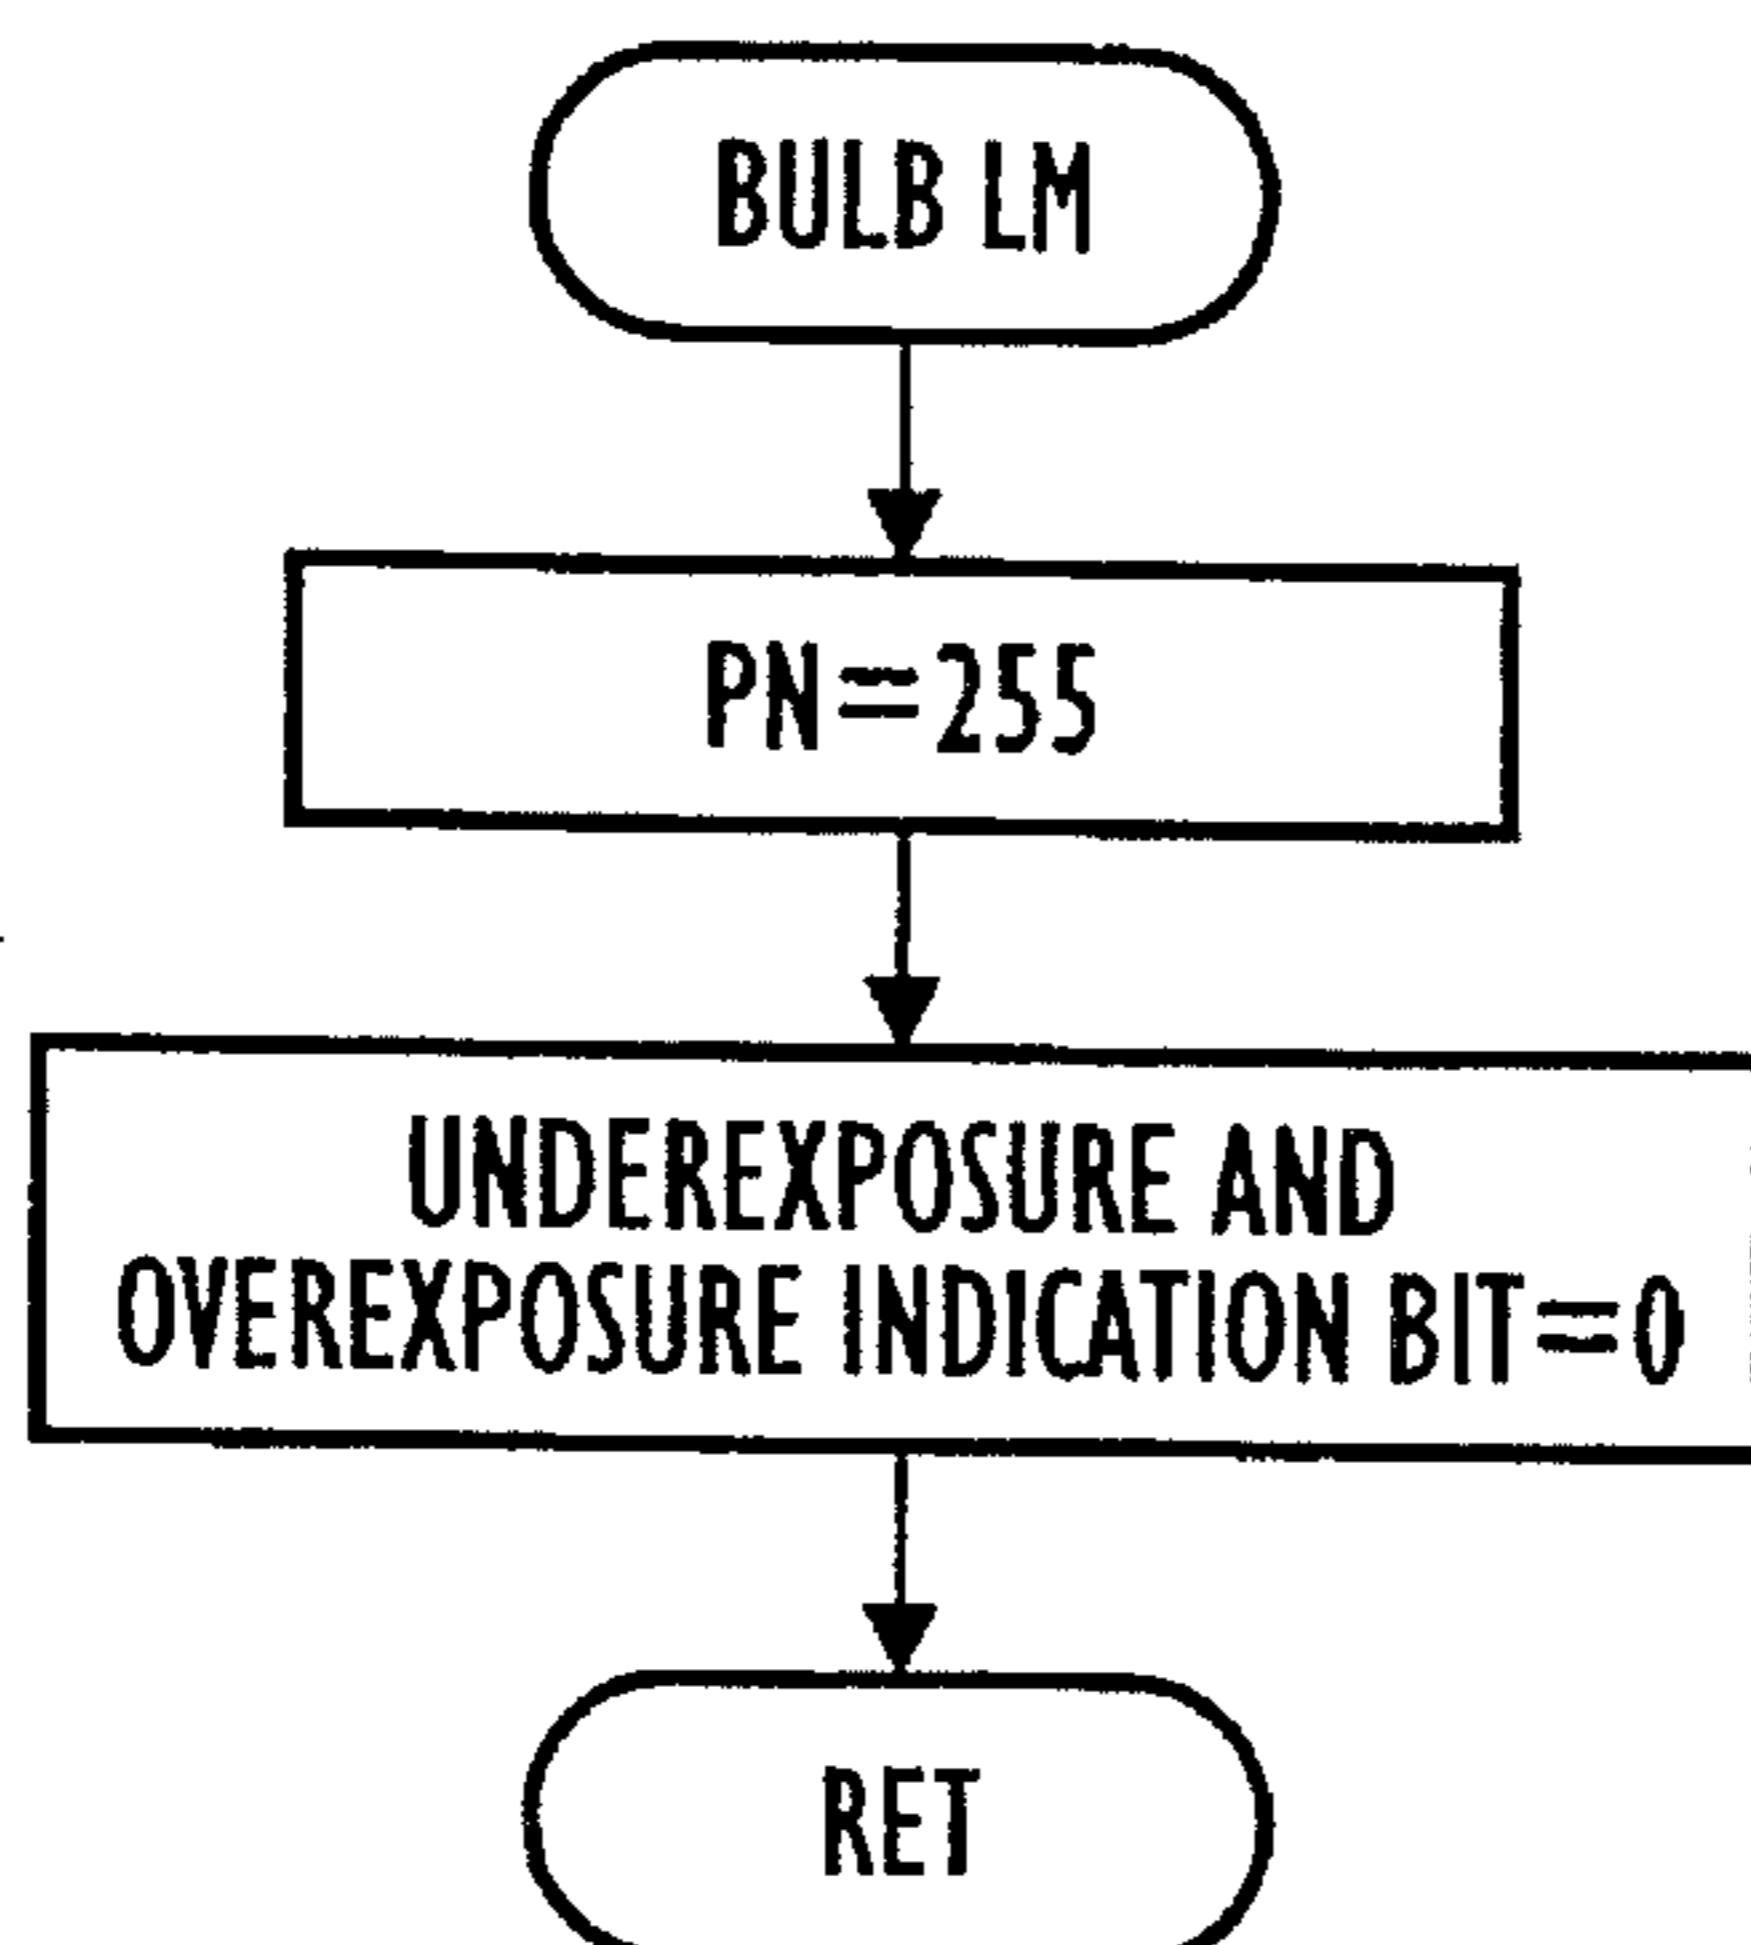 BULB LM
PN=255
UNDEREXPOSURE AND
OVEREXPOSURE INDICATION BIT=0
RET